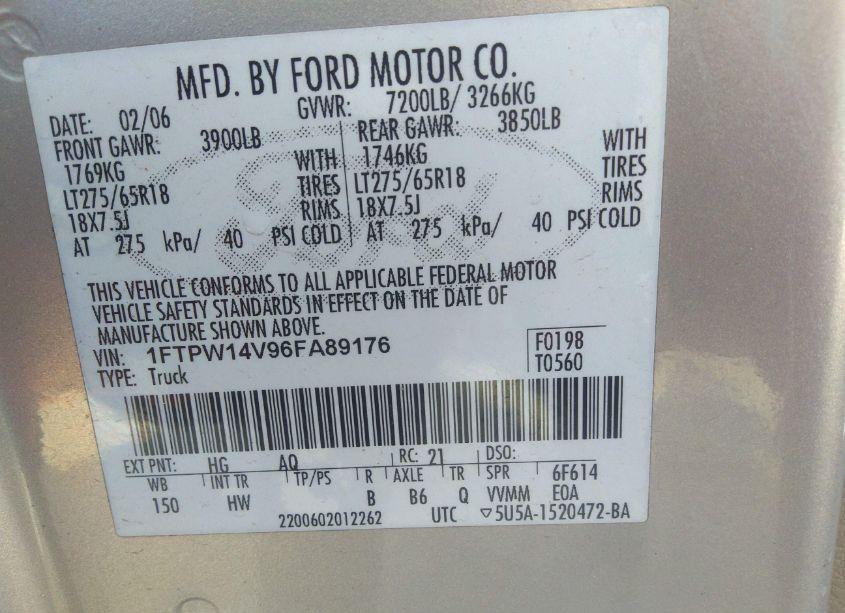 MFD. BY FORD MOTOR CO.
DATE: 02/06 GVWR: 7200LB/ 3266KG
FRONT GAWR: 3900LB REAR GAWR: 3850LB
1769KG WITH 1746KG WITH
LT275/65R18 TIRES LT275/65R18 TIRES
18X7.5J RIMS 18X7.5J RIMS
AT 275 kPa/ 40 PSI COLD AT 275 kPa/ 40 PSI COLD
Ford
THIS VEHICLE CONFORMS TO ALL APPLICABLE FEDERAL MOTOR
VEHICLE SAFETY STANDARDS IN EFFECT ON THE DATE OF
MANUFACTURE SHOWN ABOVE.
VIN: 1FTPW14V96FA89176 F0198
TYPE: Truck T0560
EXT PNT: HG AQ RC: 21 DSO:
WB INT TR TP/PS R AXLE TR SPR 6F614
150 HW B B6 Q VVMM EOA
2200602012262 UTC ▽5U5A-1520472-BA